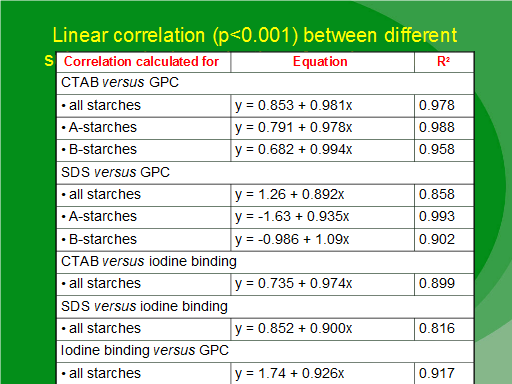 Linear correlation (p<0.001) between different
s
Correlation calculated for Equation R²
CTAB versus GPC
• all starches y = 0.853 + 0.981x 0.978
• A-starches y = 0.791 + 0.978x 0.988
• B-starches y = 0.682 + 0.994x 0.958
SDS versus GPC
• all starches y = 1.26 + 0.892x 0.858
• A-starches y = -1.63 + 0.935x 0.993
• B-starches y = -0.986 + 1.09x 0.902
CTAB versus iodine binding
• all starches y = 0.735 + 0.974x 0.899
SDS versus iodine binding
• all starches y = 0.852 + 0.900x 0.816
Iodine binding versus GPC
• all starches y = 1.74 + 0.926x 0.917